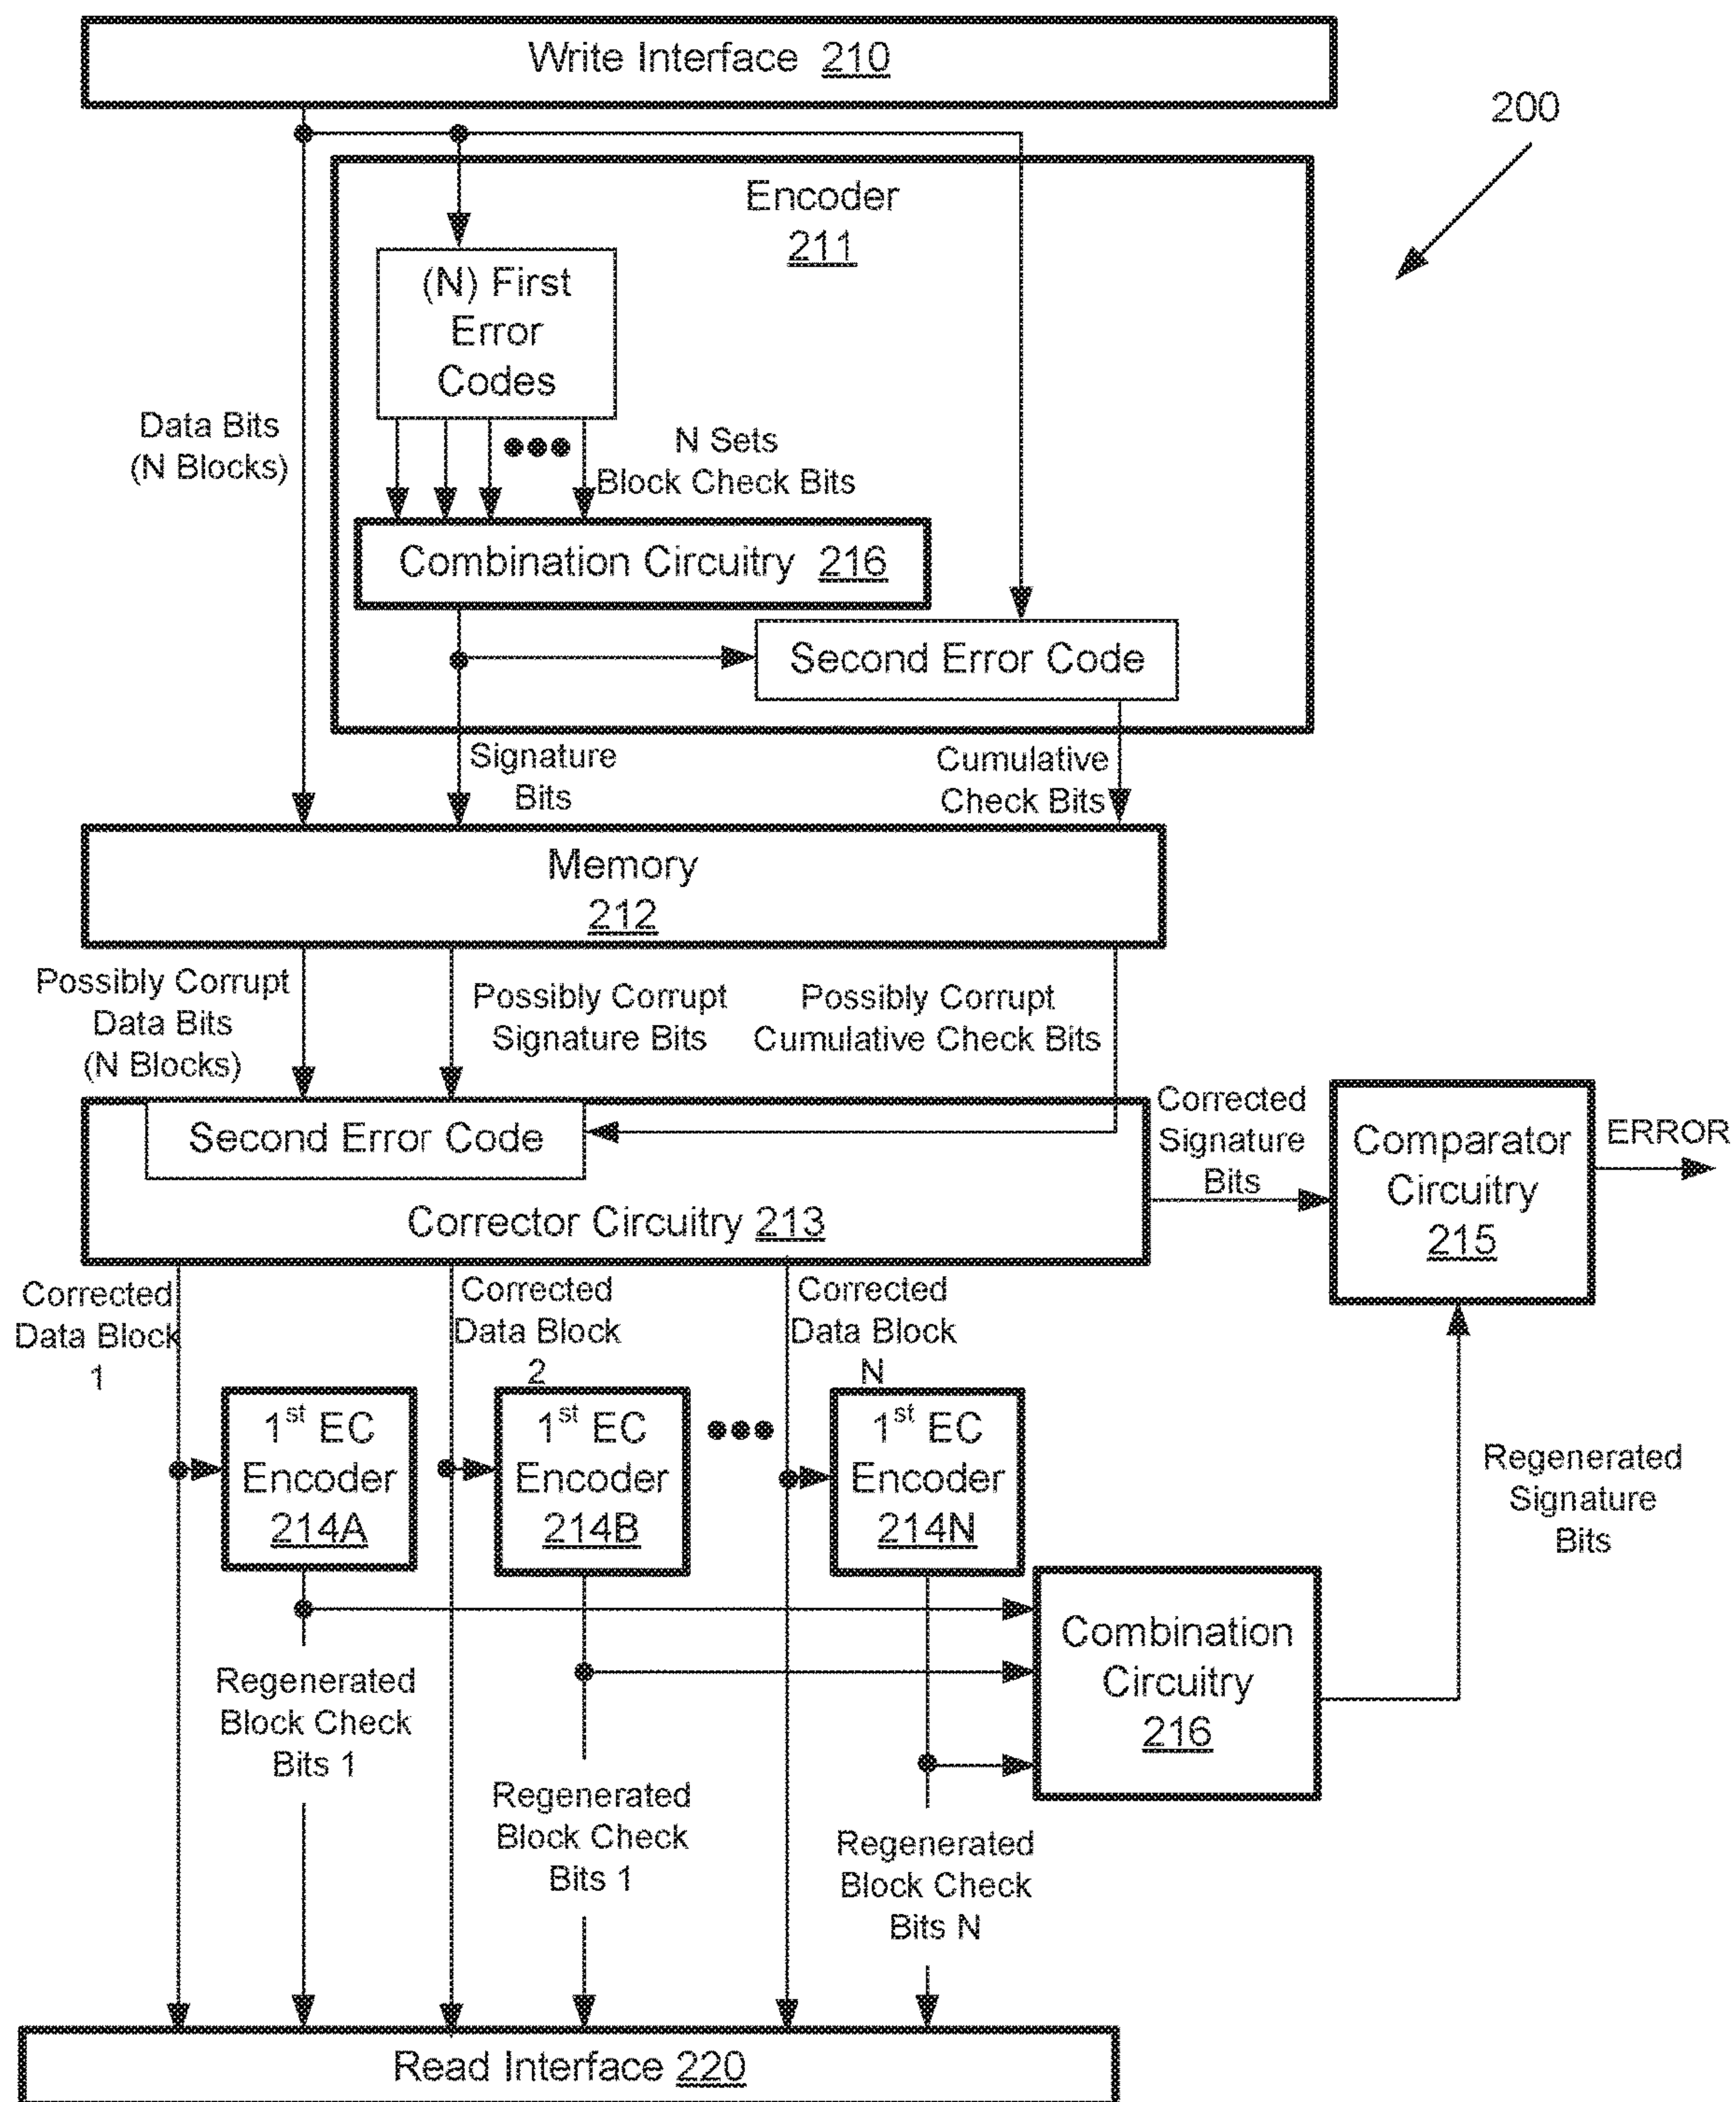 Write Interface 210
200
Encoder
211
(N) First
Error
Codes
Data Bits
(N Blocks)
N Sets
Block Check Bits
Combination Circuitry 216
Second Error Code
Signature
Bits
Cumulative
Check Bits
Memory
212
Possibly Corrupt
Data Bits
(N Blocks)
Possibly Corrupt
Signature Bits
Possibly Corrupt
Cumulative Check Bits
Second Error Code
Corrector Circuitry 213
Corrected
Signature
Bits
Comparator
Circuitry
215
ERROR
Corrected
Data Block
1
Corrected
Data Block
2
Corrected
Data Block
N
1st EC
Encoder
214A
1st EC
Encoder
214B
1st EC
Encoder
214N
Regenerated
Signature
Bits
Combination
Circuitry
216
Regenerated
Block Check
Bits 1
Regenerated
Block Check
Bits 1
Regenerated
Block Check
Bits N
Read Interface 220